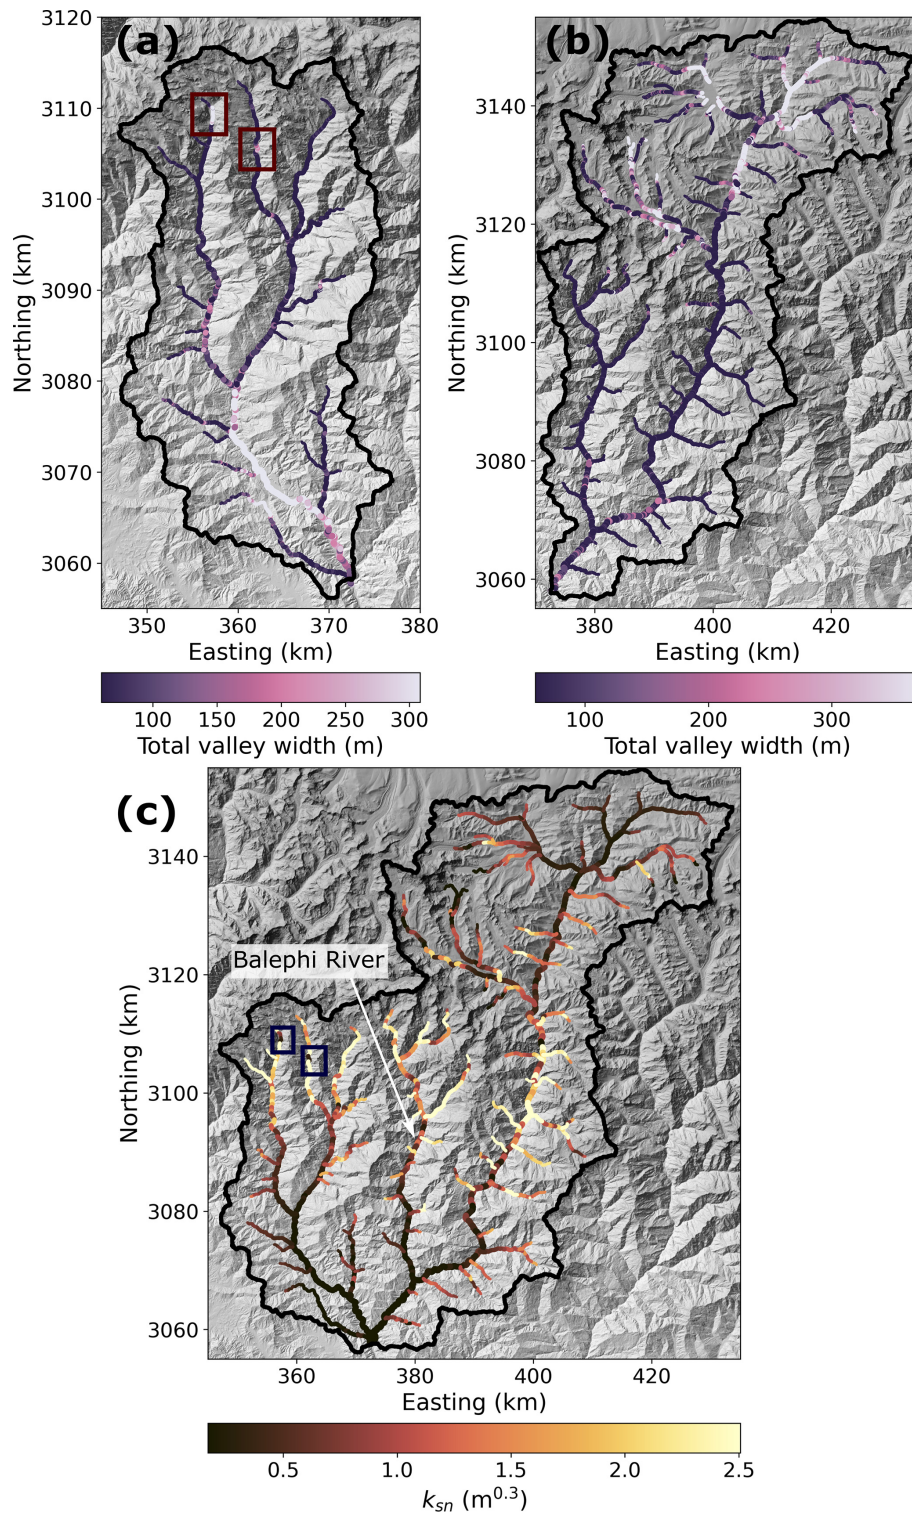 (a)
3120
3110
3100
3090
3080
3070
3060
Northing (km)
350 360 370 380
Easting (km)
100 150 200 250 300
Total valley width (m)
(b)
3140
3120
3100
3080
3060
Northing (km)
380 400 420
Easting (km)
100 200 300
Total valley width (m)
(c)
3140
3120
3100
3080
3060
Northing (km)
Balephi River
360 380 400 420
Easting (km)
0.5 1.0 1.5 2.0 2.5
k_{sn} (m^{0.3})